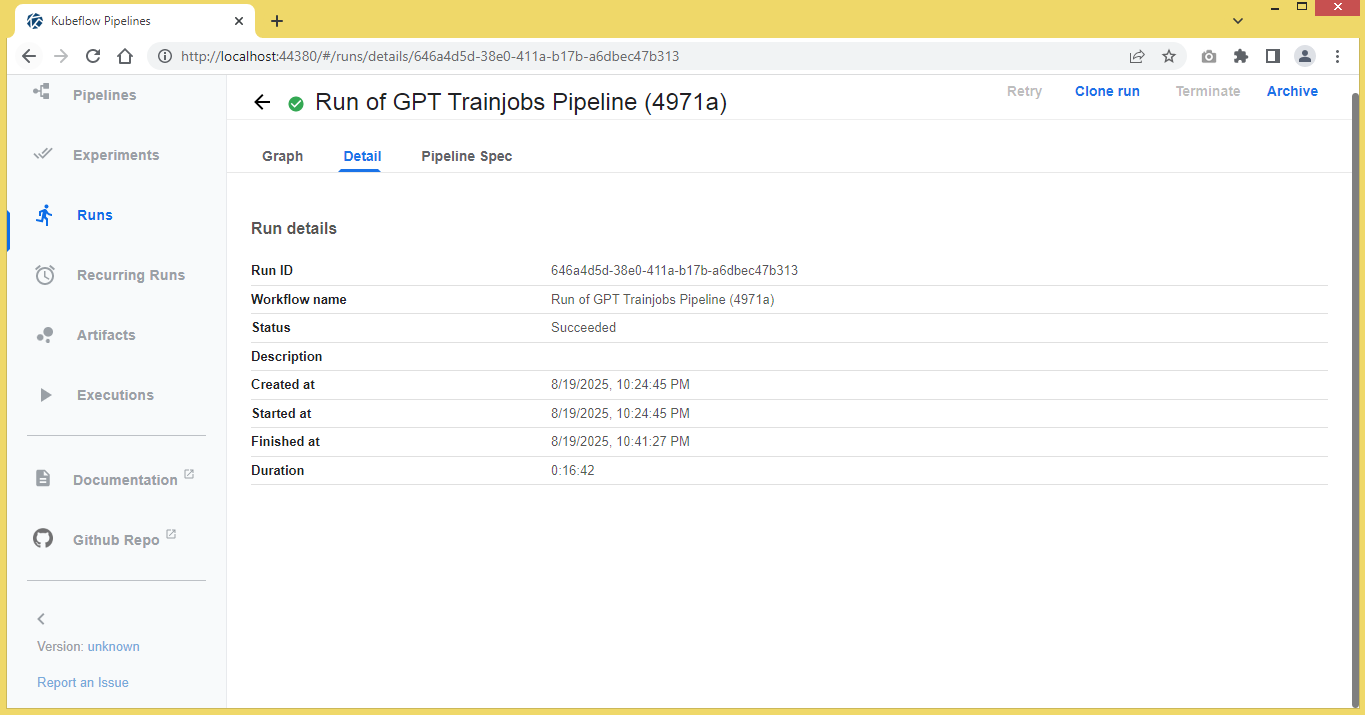 Kubeflow Pipelines
http://localhost:44380/#/runs/details/646a4d5d-38e0-411a-b17b-a6dbec47b313
Pipelines
Experiments
Runs
Recurring Runs
Artifacts
Executions
Documentation
Github Repo
Version: unknown
Report an Issue
Run of GPT Trainjobs Pipeline (4971a)
Retry Clone run Terminate Archive
Graph Detail Pipeline Spec
Run details
Run ID 646a4d5d-38e0-411a-b17b-a6dbec47b313
Workflow name Run of GPT Trainjobs Pipeline (4971a)
Status Succeeded
Description
Created at 8/19/2025, 10:24:45 PM
Started at 8/19/2025, 10:24:45 PM
Finished at 8/19/2025, 10:41:27 PM
Duration 0:16:42